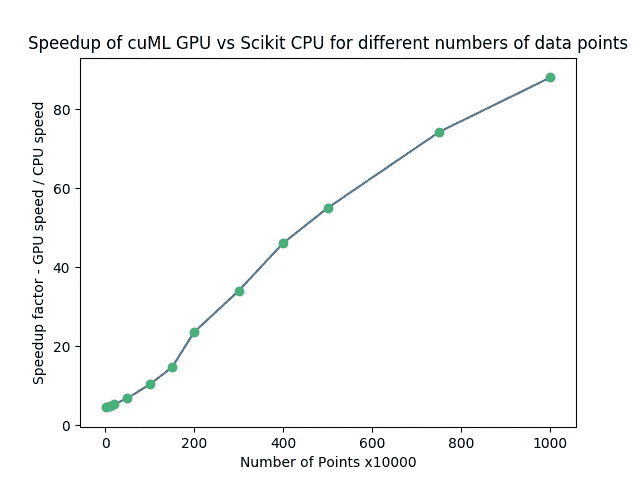 Speedup of cuML GPU vs Scikit CPU for different numbers of data points
Speedup factor - GPU speed / CPU speed
80
60
40
20
0
0 200 400 600 800 1000
Number of Points x10000